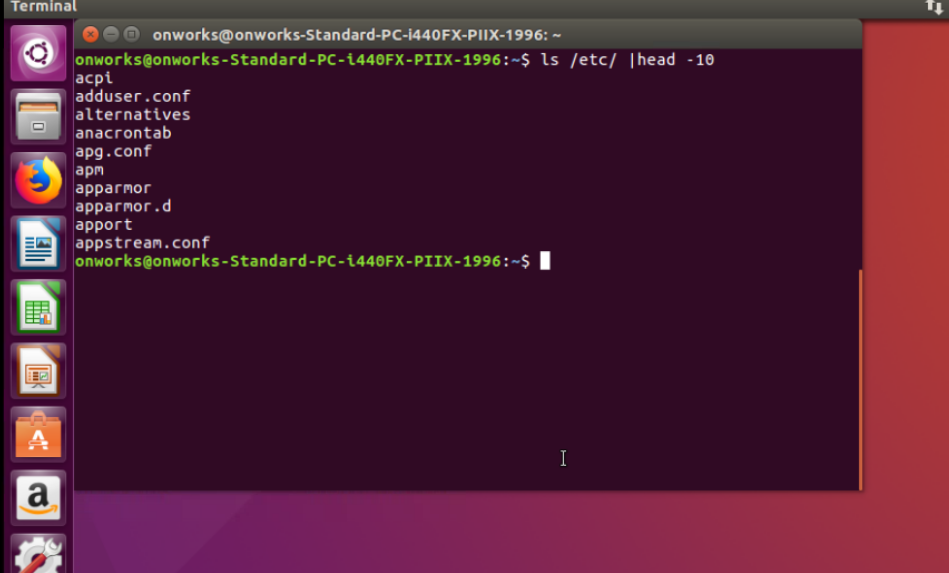 Terminal
onworks@onworks-Standard-PC-i440FX-PIIX-1996: ~
onworks@onworks-Standard-PC-i440FX-PIIX-1996:~$ ls /etc/ |head -10
acpi
adduser.conf
alternatives
anacrontab
apg.conf
apm
apparmor
apparmor.d
apport
appstream.conf
onworks@onworks-Standard-PC-i440FX-PIIX-1996:~$